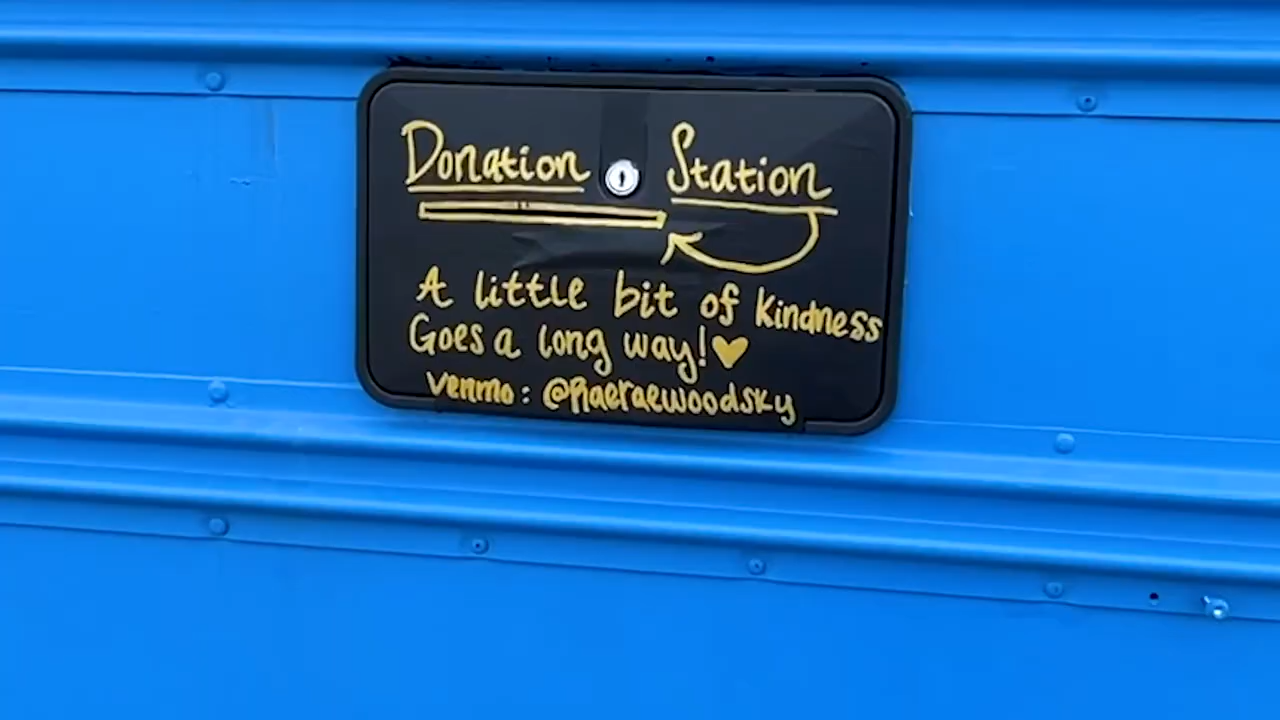 Donation Station
A little bit of kindness
Goes a long way!
venmo: @Raeraewoodsky